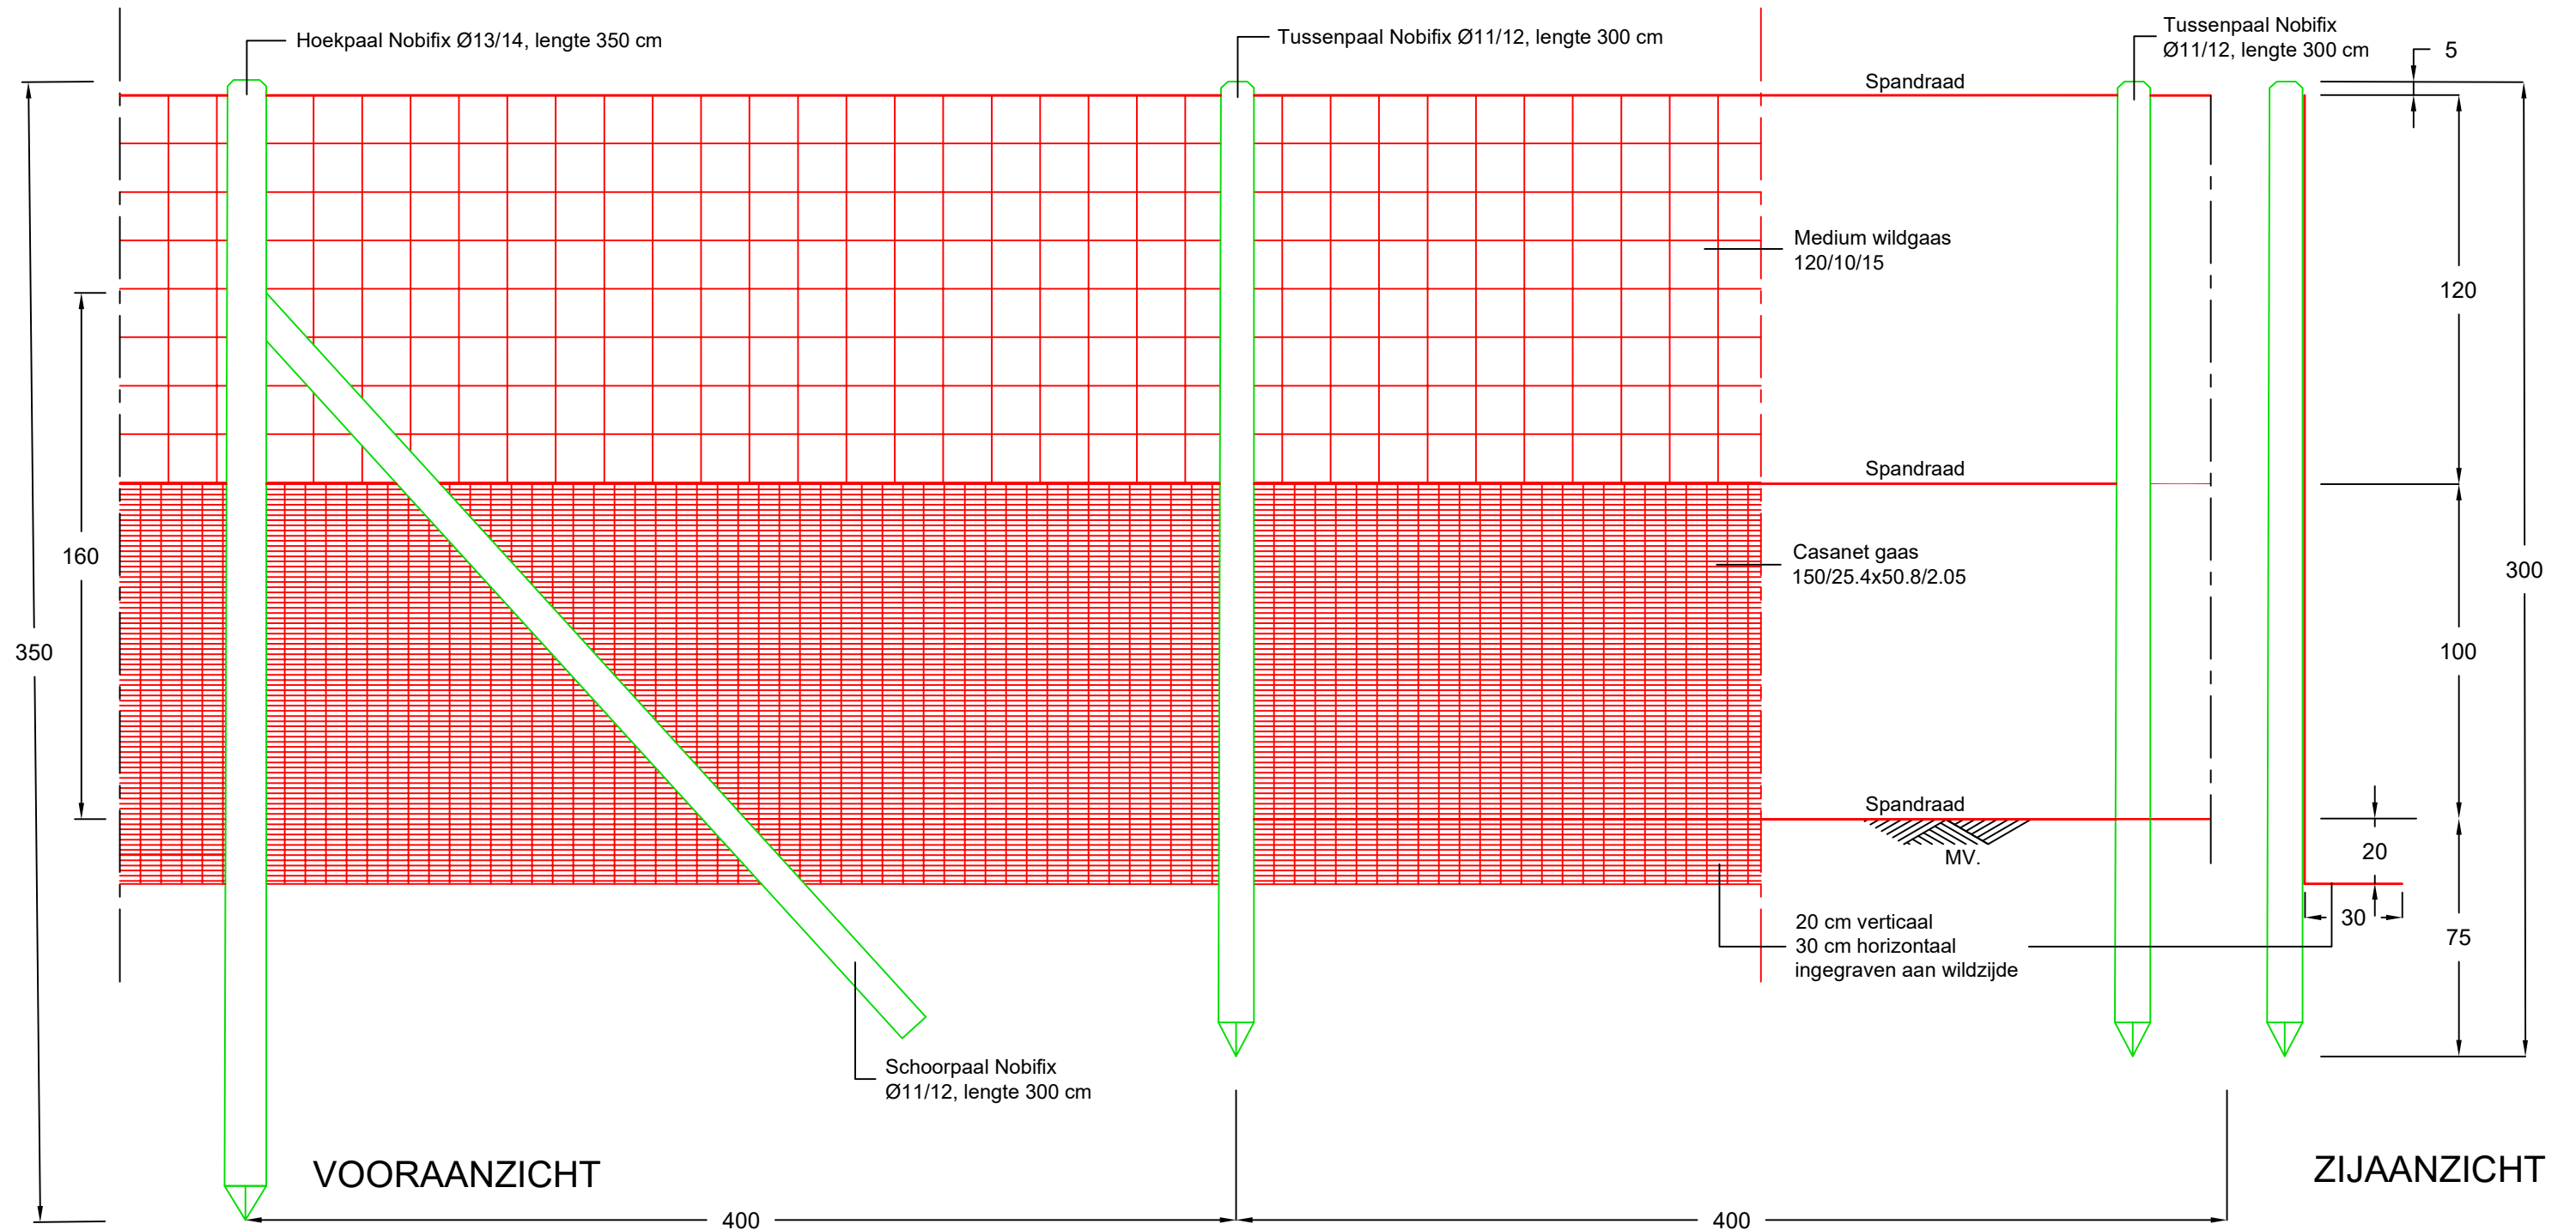 Hoekpaal Nobifix Ø13/14, lengte 350 cm
Tussenpaal Nobifix Ø11/12, lengte 300 cm
Tussenpaal Nobifix
Ø11/12, lengte 300 cm
5
Spandraad
Medium wildgaas
120/10/15
120
Spandraad
160
Casanet gaas
150/25.4x50.8/2.05
300
350
100
Spandraad
MV.
20
20 cm verticaal
30 cm horizontaal
ingegraven aan wildzijde
30
75
Schoorpaal Nobifix
Ø11/12, lengte 300 cm
VOORAANZICHT
ZIJAANZICHT
400
400